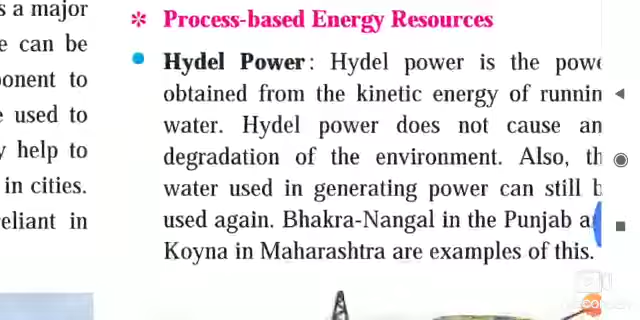 s a major
e can be
onent to
e used to
y help to
in cities.
eliant in
* Process-based Energy Resources
• Hydel Power: Hydel power is the powe
obtained from the kinetic energy of runnin
water. Hydel power does not cause an
degradation of the environment. Also, th
water used in generating power can still b
used again. Bhakra-Nangal in the Punjab a
Koyna in Maharashtra are examples of this.